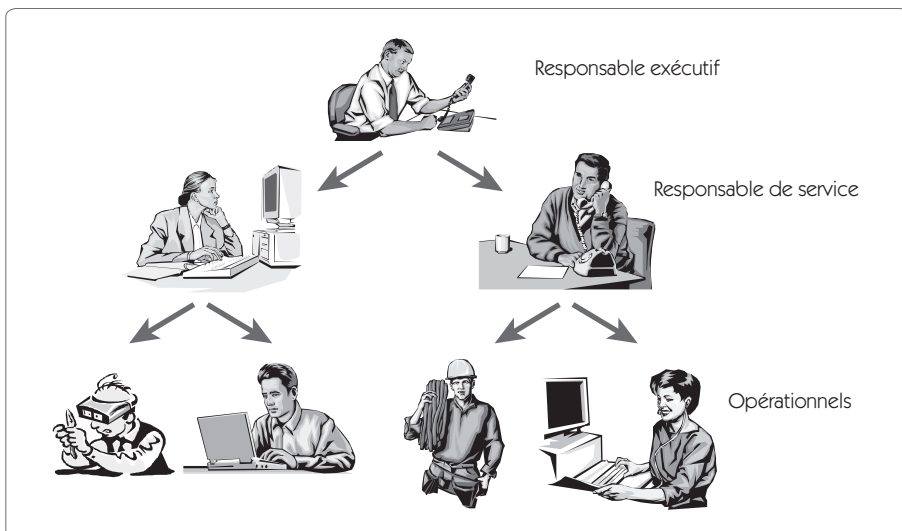 Responsable exécutif
Responsable de service
Opérationnels